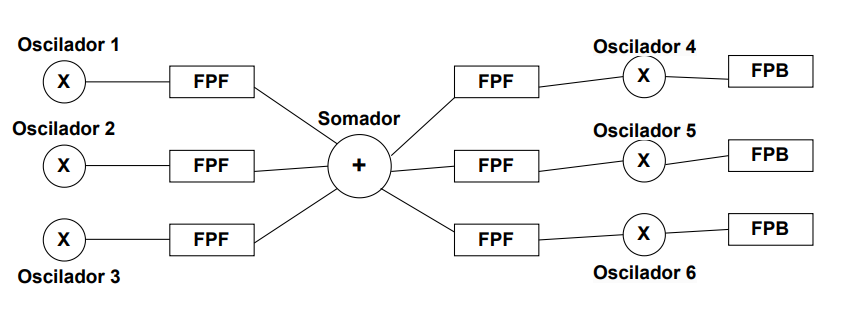 Oscilador 1
X
FPF
Oscilador 2
X
FPF
X
FPF
Oscilador 3
Somador
+
FPF
Oscilador 4
X
FPB
FPF
Oscilador 5
X
FPB
FPF
X
FPB
Oscilador 6